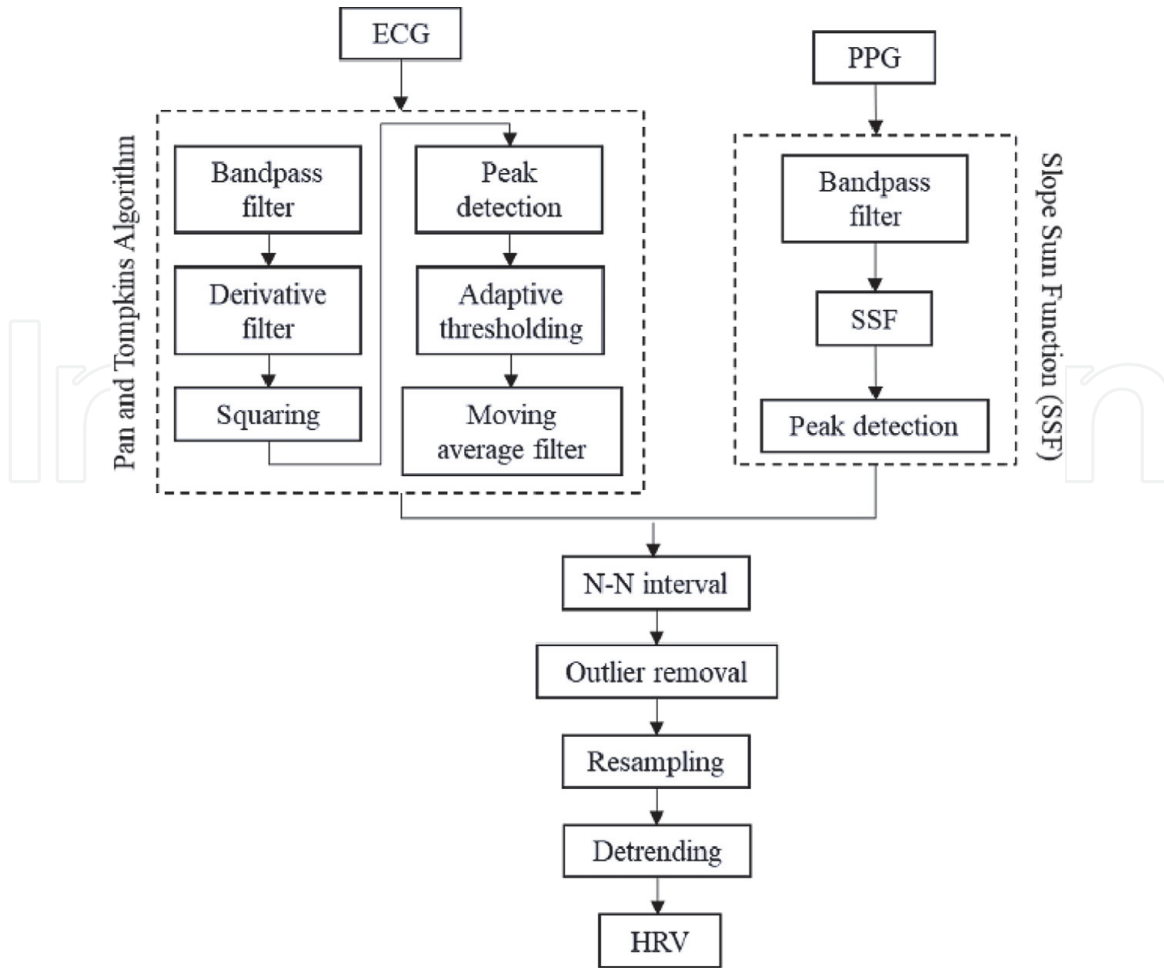 ECG
PPG
Pan and Tompkins Algorithm
Bandpass
filter
Derivative
filter
Squaring
Peak
detection
Adaptive
thresholding
Moving
average filter
Bandpass
filter
SSF
Peak detection
Slope Sum Function (SSF)
N-N interval
Outlier removal
Resampling
Detrending
HRV